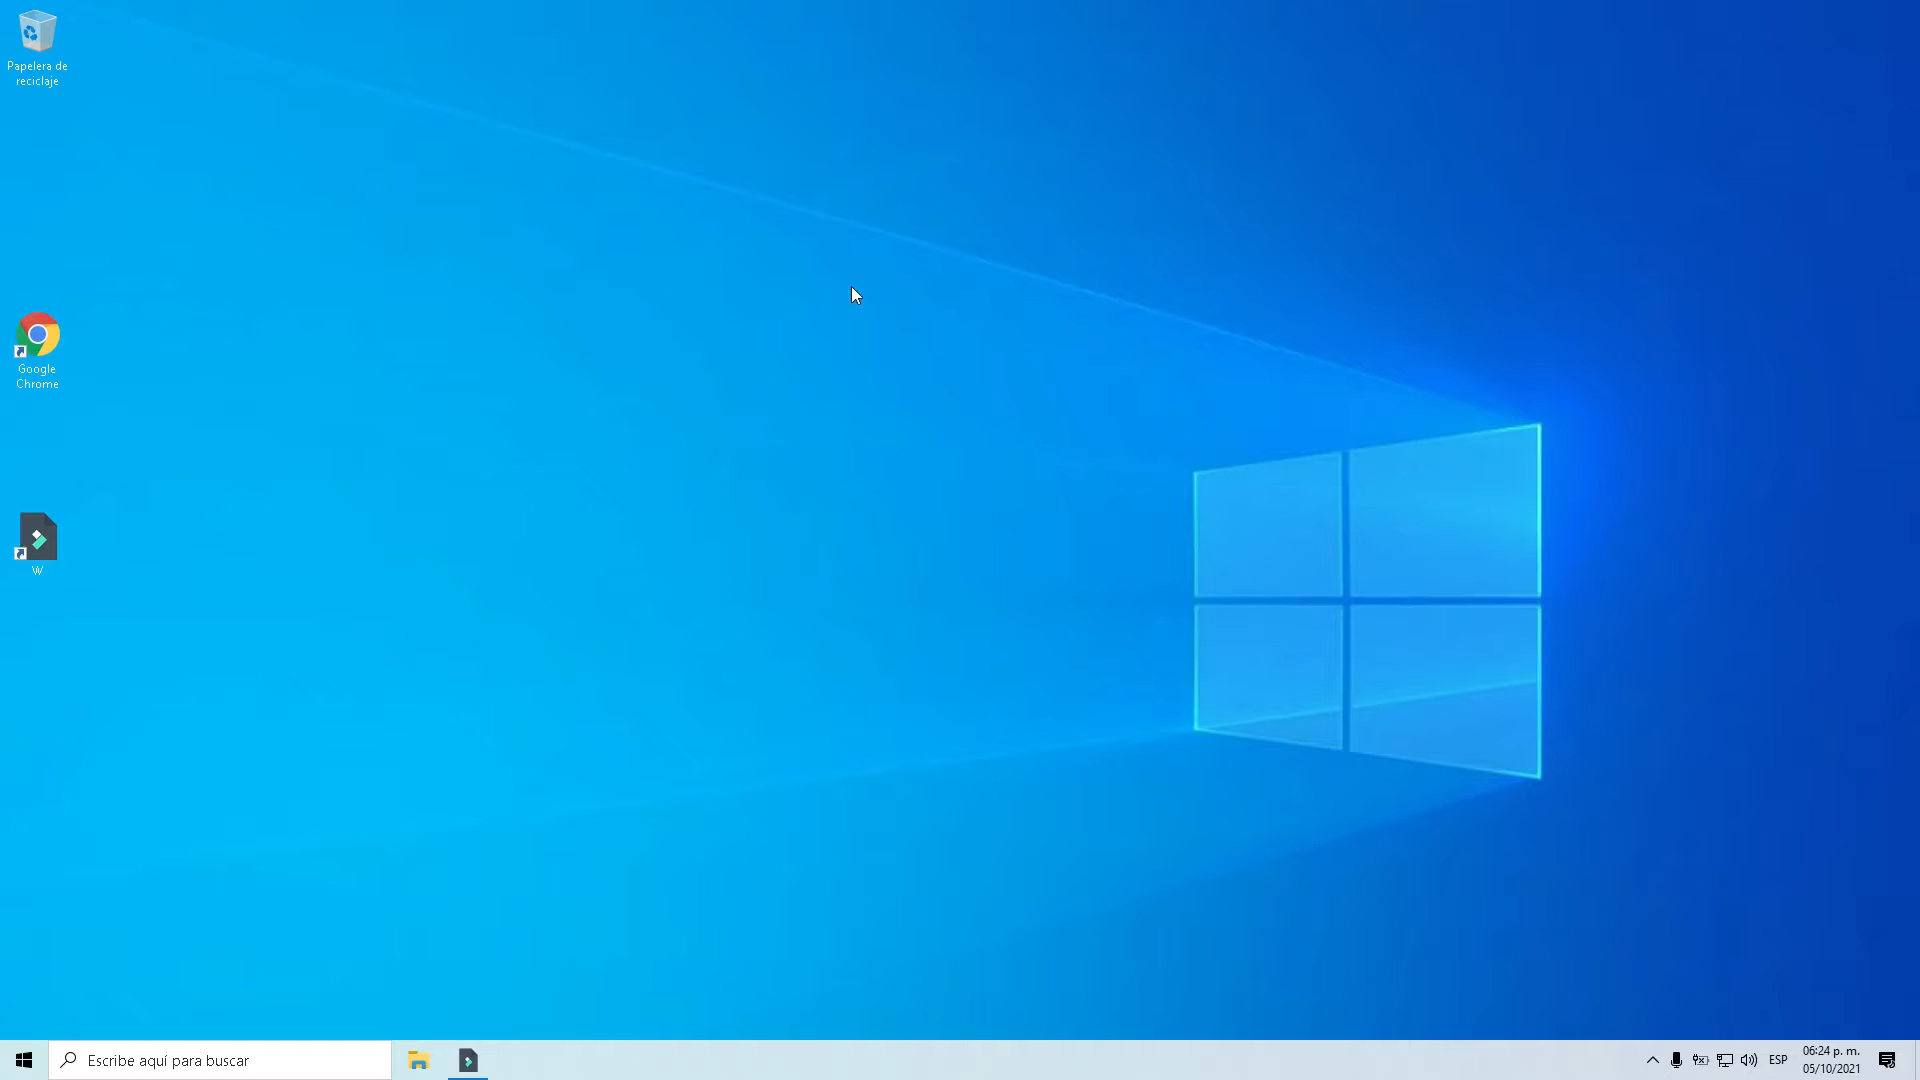 Papelera de
reciclaje
Google
Chrome
W
Escribe aquí para buscar
ESP
06:24 p. m.
05/10/2021